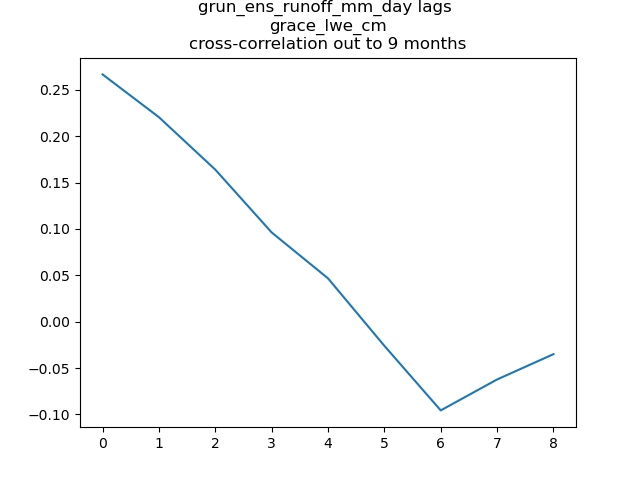 grun_ens_runoff_mm_day lags
grace_lwe_cm
cross-correlation out to 9 months
0.25
0.20
0.15
0.10
0.05
0.00
−0.05
−0.10
0 1 2 3 4 5 6 7 8